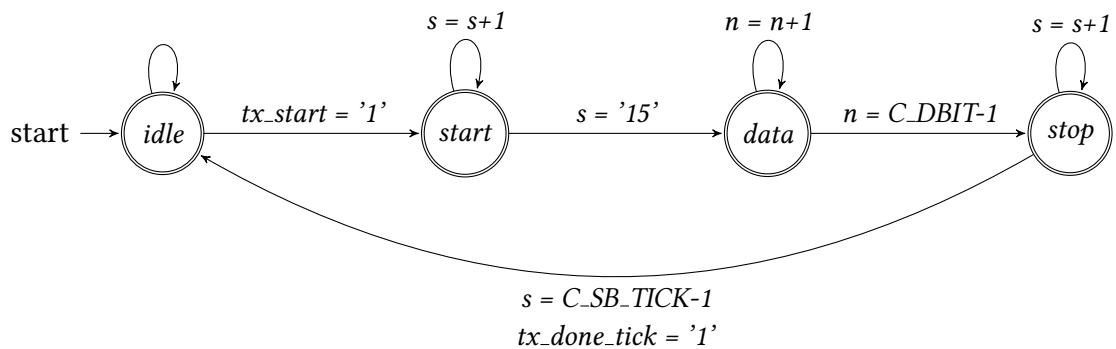 s = s+1
n = n+1
s = s+1
start
idle
tx_start = '1'
start
s = '15'
data
n = C_DBIT-1
stop
s = C_SB_TICK-1
tx_done_tick = '1'